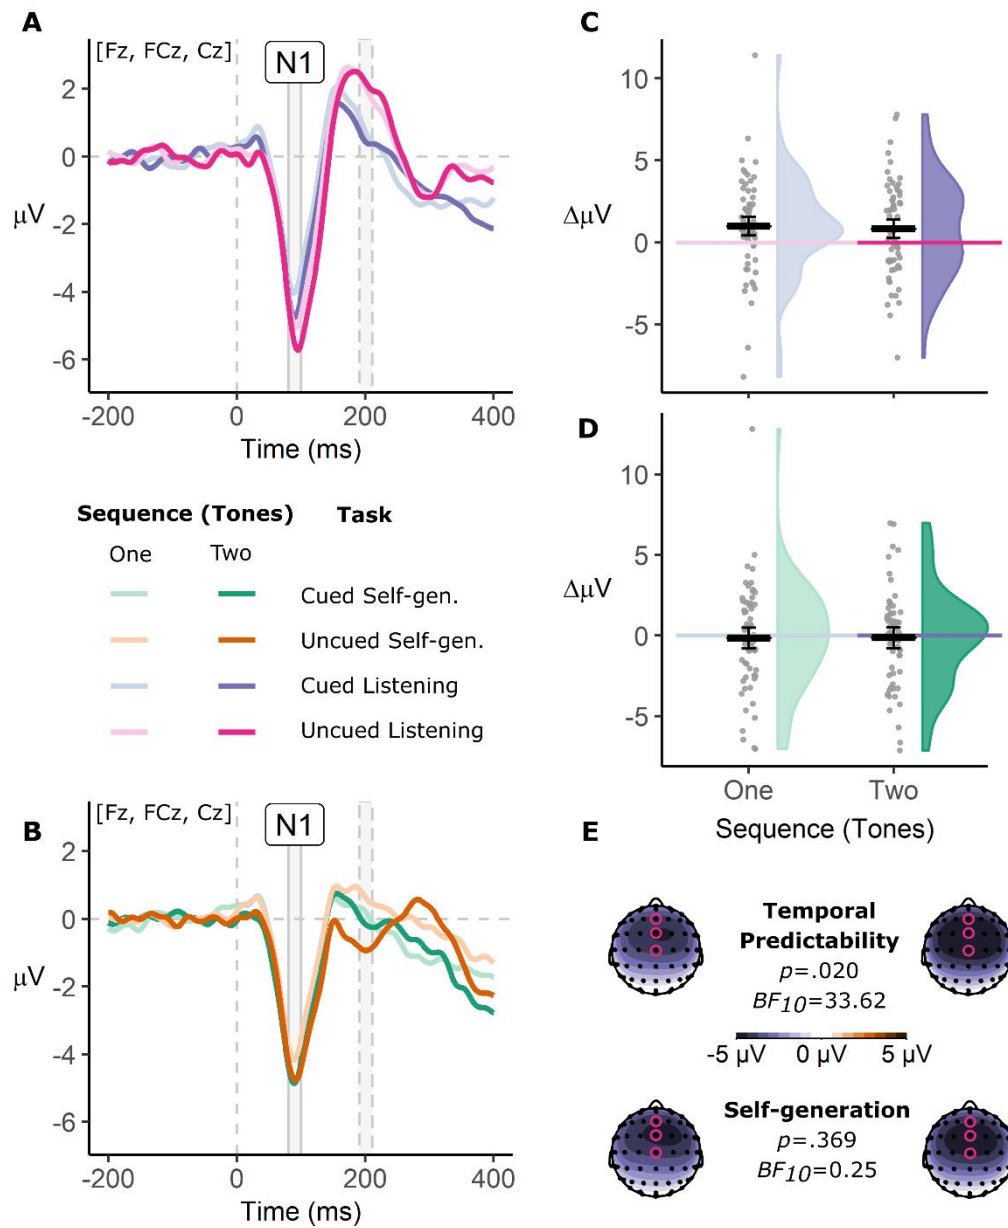 A
[Fz, FCz, Cz]
N1
2
0
-2
-4
-6
µV
-200
0
200
400
Time (ms)
Sequence (Tones) Task
One Two
Cued Self-gen.
Uncued Self-gen.
Cued Listening
Uncued Listening
B
[Fz, FCz, Cz]
N1
2
0
-2
-4
-6
µV
-200
0
200
400
Time (ms)
C
10
5
0
-5
ΔµV
D
10
5
0
-5
ΔµV
One
Two
Sequence (Tones)
E
Temporal
Predictability
p=.020
BF10=33.62
-5 µV 0 µV 5 µV
Self-generation
p=.369
BF10=0.25